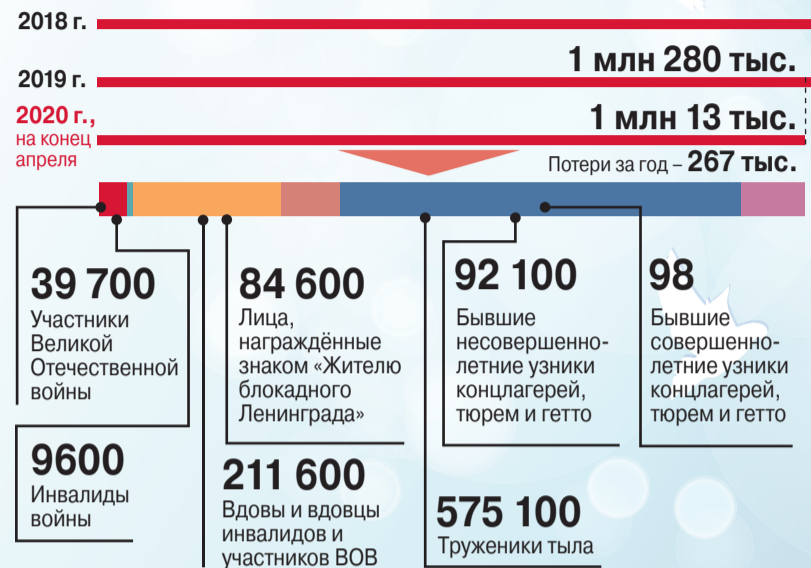 2018 г.
1 млн 280 тыс.
2019 г.
2020 г.,
на конец
апреля
1 млн 13 тыс.
Потери за год – 267 тыс.
39 700
Участники
Великой
Отечественной
войны
84 600
Лица,
награждённые
знаком «Жителю
блокадного
Ленинграда»
92 100
Бывшие
несовершенно-
летние узники
концлагерей,
тюрем и гетто
98
Бывшие
совершенно-
летние узники
концлагерей,
тюрем и гетто
9600
Инвалиды
войны
211 600
Вдовы и вдовцы
инвалидов и
участников ВОВ
575 100
Труженики тыла